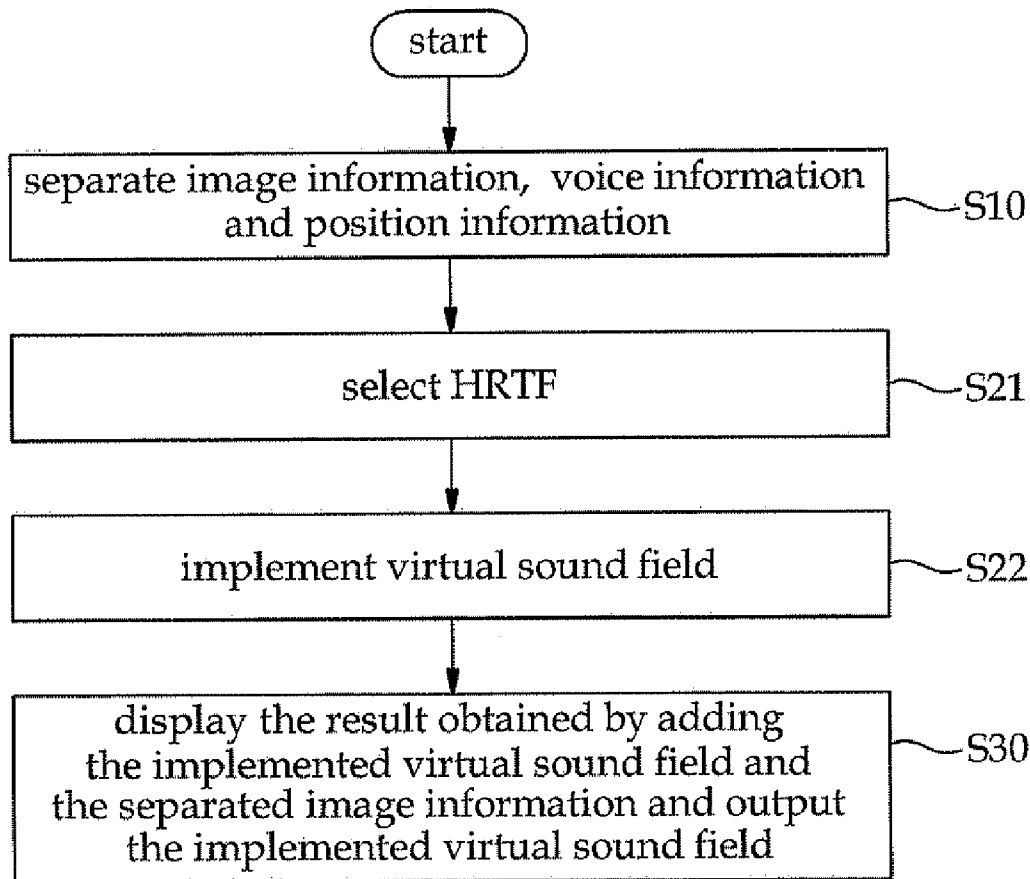 start
separate image information, voice information
and position information
S10
select HRTF
S21
implement virtual sound field
S22
display the result obtained by adding
the implemented virtual sound field and
the separated image information and output
the implemented virtual sound field
S30